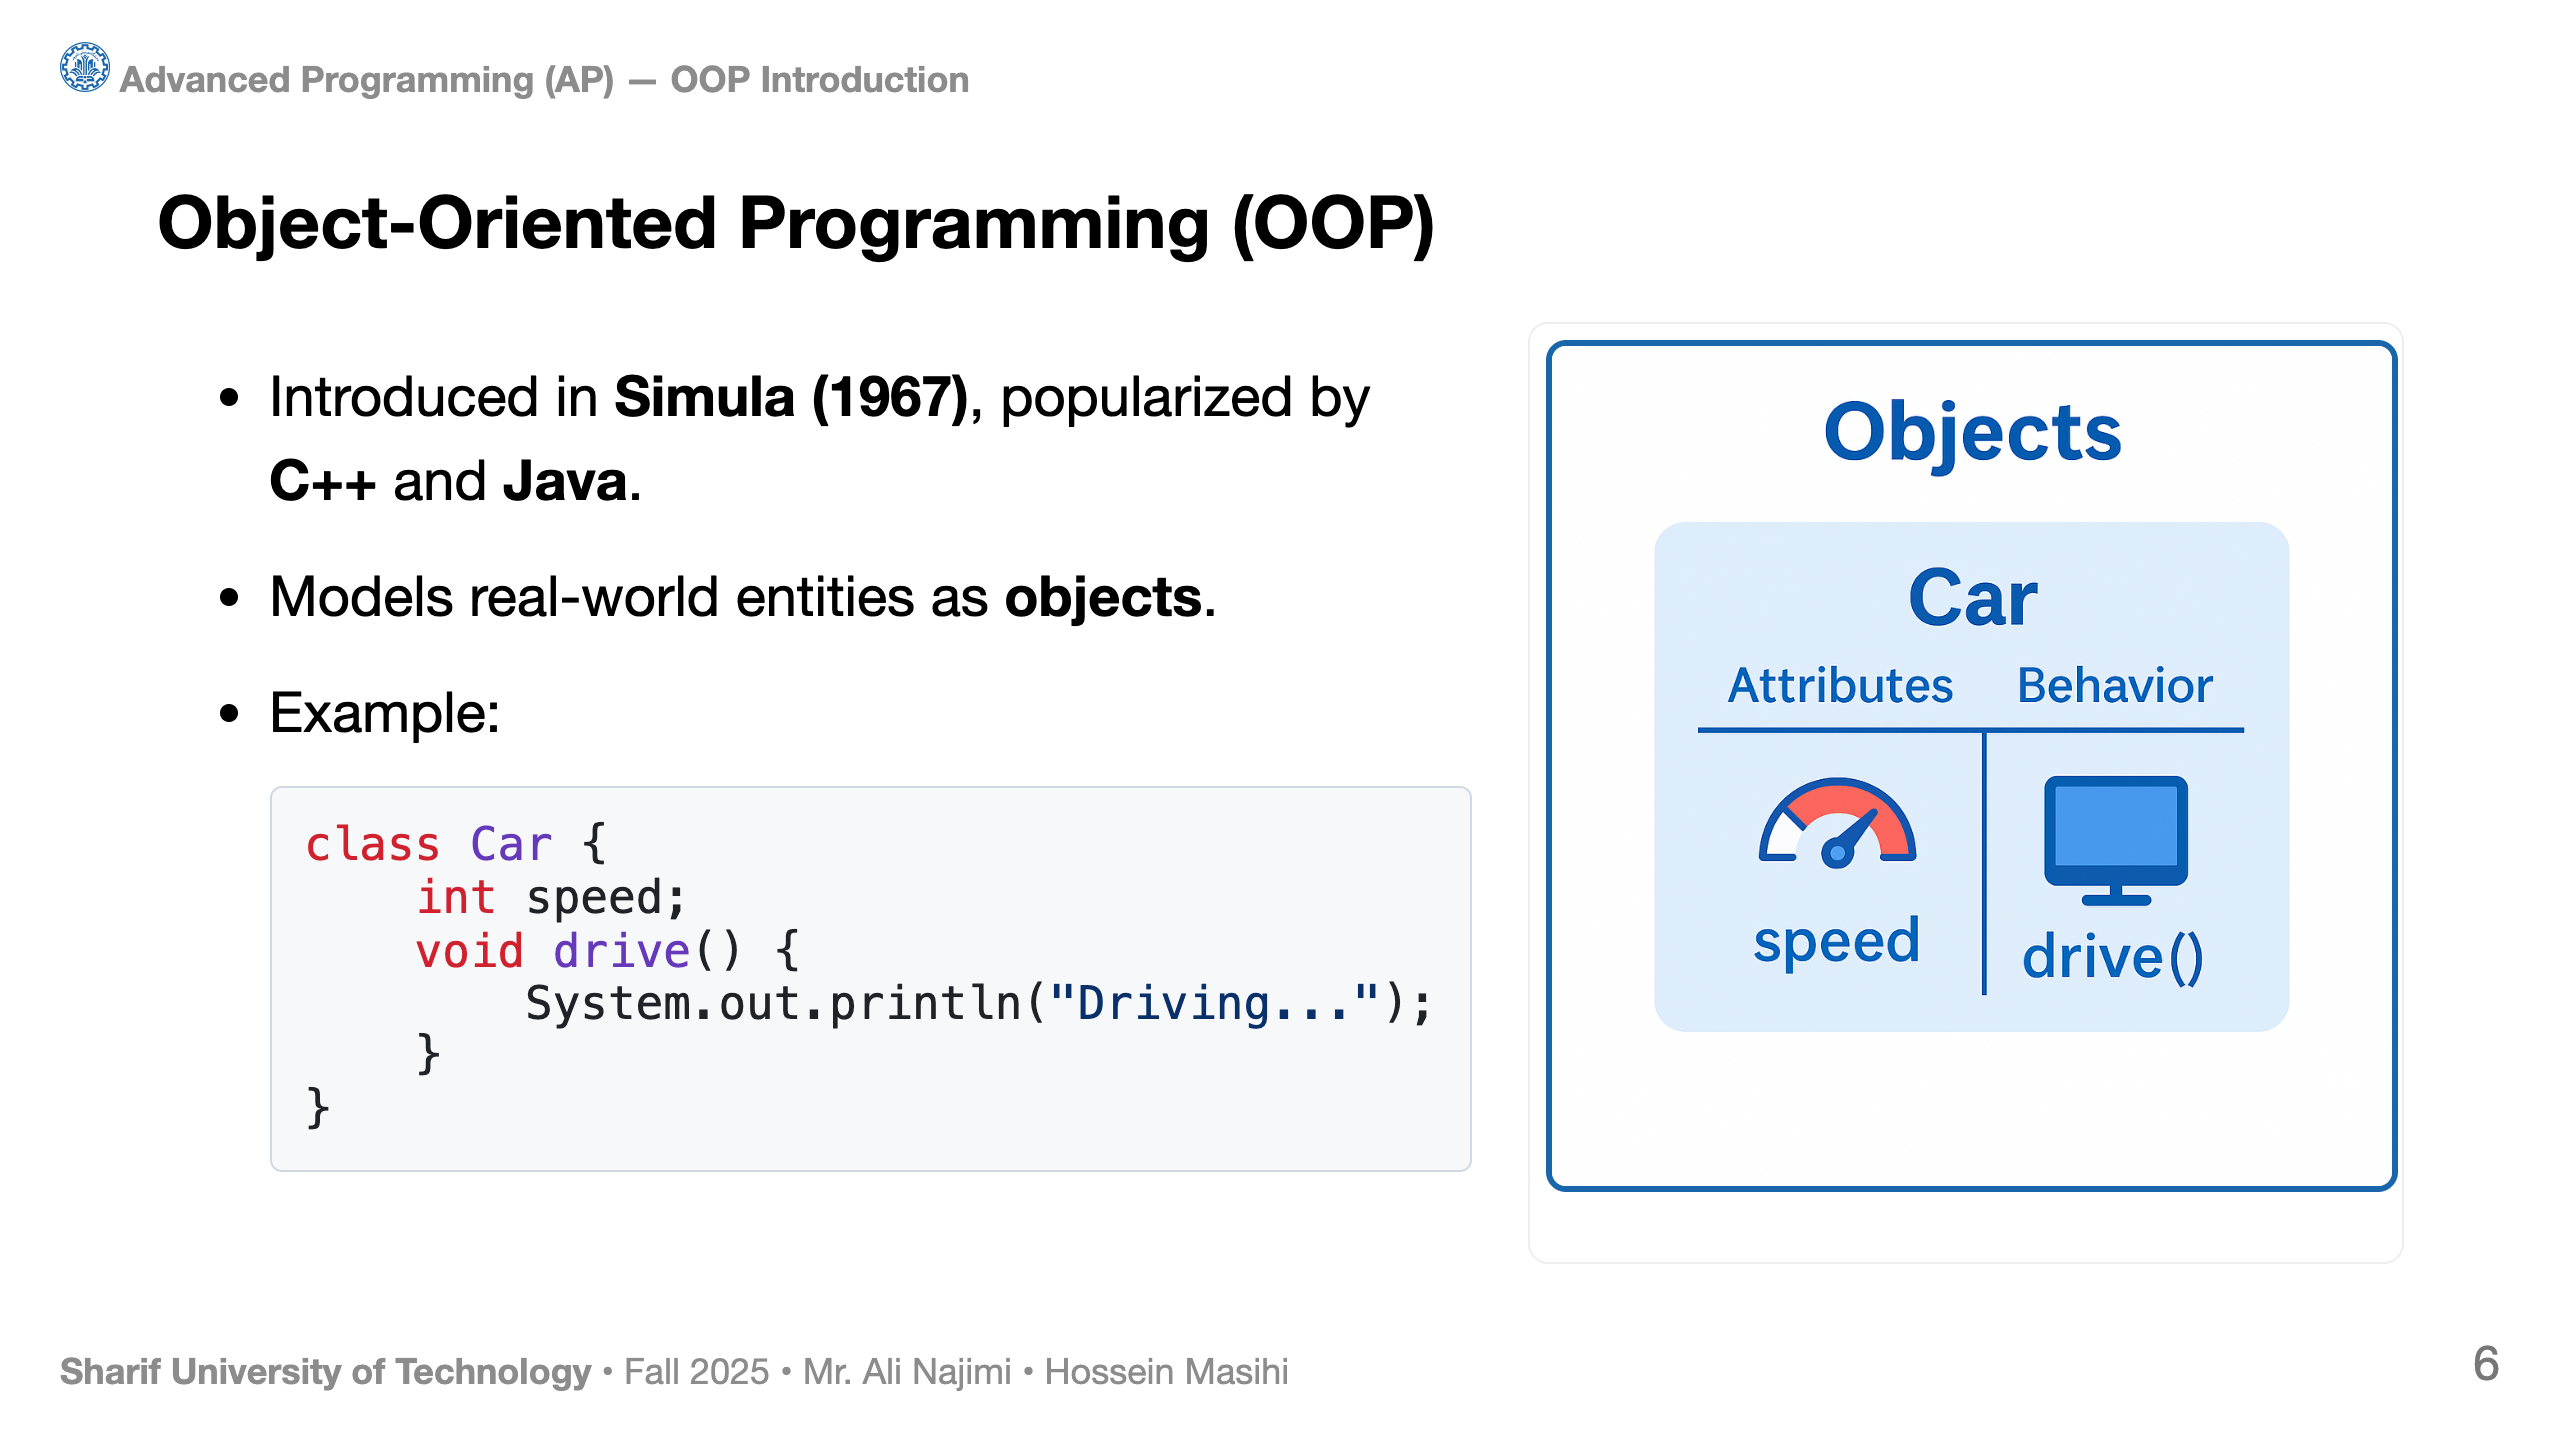 Advanced Programming (AP) — OOP Introduction
Object-Oriented Programming (OOP)
• Introduced in Simula (1967), popularized by
C++ and Java.
• Models real-world entities as objects.
• Example:
class Car {
    int speed;
    void drive() {
        System.out.println("Driving...");
    }
}
Objects
Car
Attributes Behavior
speed drive()
Sharif University of Technology • Fall 2025 • Mr. Ali Najimi • Hossein Masihi
6